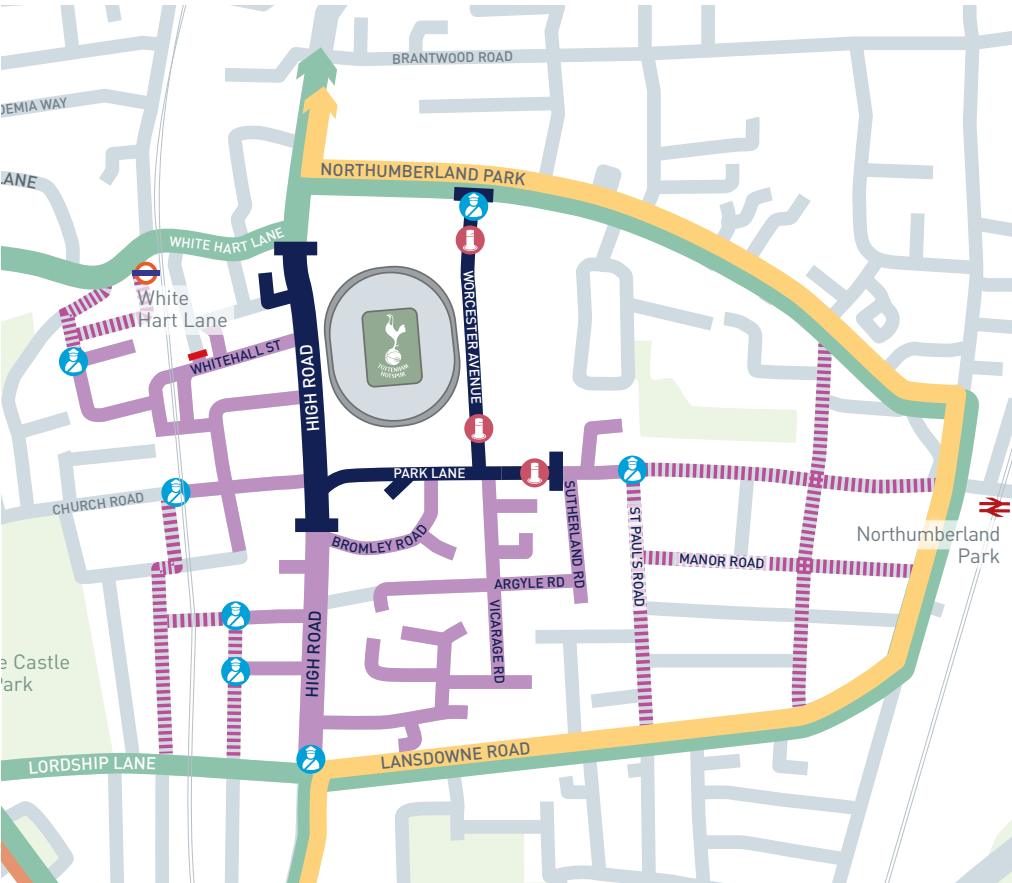 BRANTWOOD ROAD
DEMIA WAY
LANE
NORTHUMBERLAND PARK
WHITE HART LANE
White
Hart Lane
WHITEHALL ST
HIGH ROAD
WORCESTER AVENUE
TOTTENHAM
HOTSPUR
PARK LANE
CHURCH ROAD
SUTHERLAND RD
ST PAUL'S ROAD
Northumberland
Park
BROMLEY ROAD
MANOR ROAD
ARGYLE RD
VICARAGE RD
HIGH ROAD
e Castle
Park
LORDSHIP LANE
LANSDOWNE ROAD